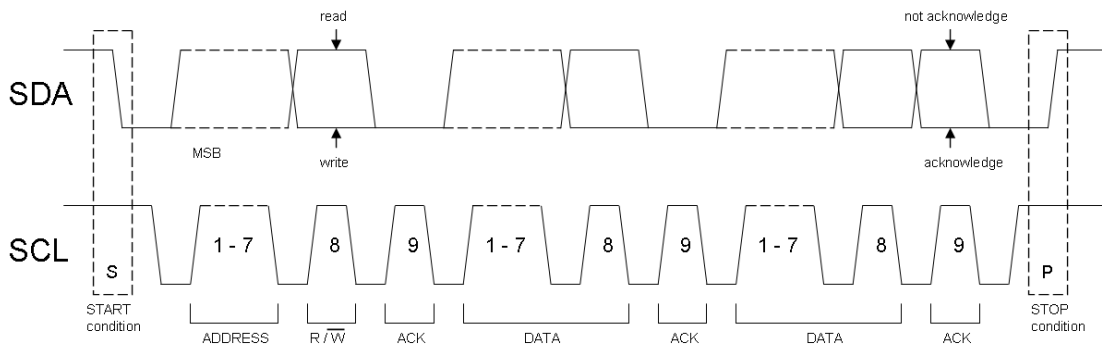 read
not acknowledge
SDA
MSB
write
acknowledge
SCL
1 - 7
8
9
1 - 7
8
9
1 - 7
8
9
S
P
START
condition
ADDRESS
R / W̅
ACK
DATA
ACK
DATA
ACK
STOP
condition